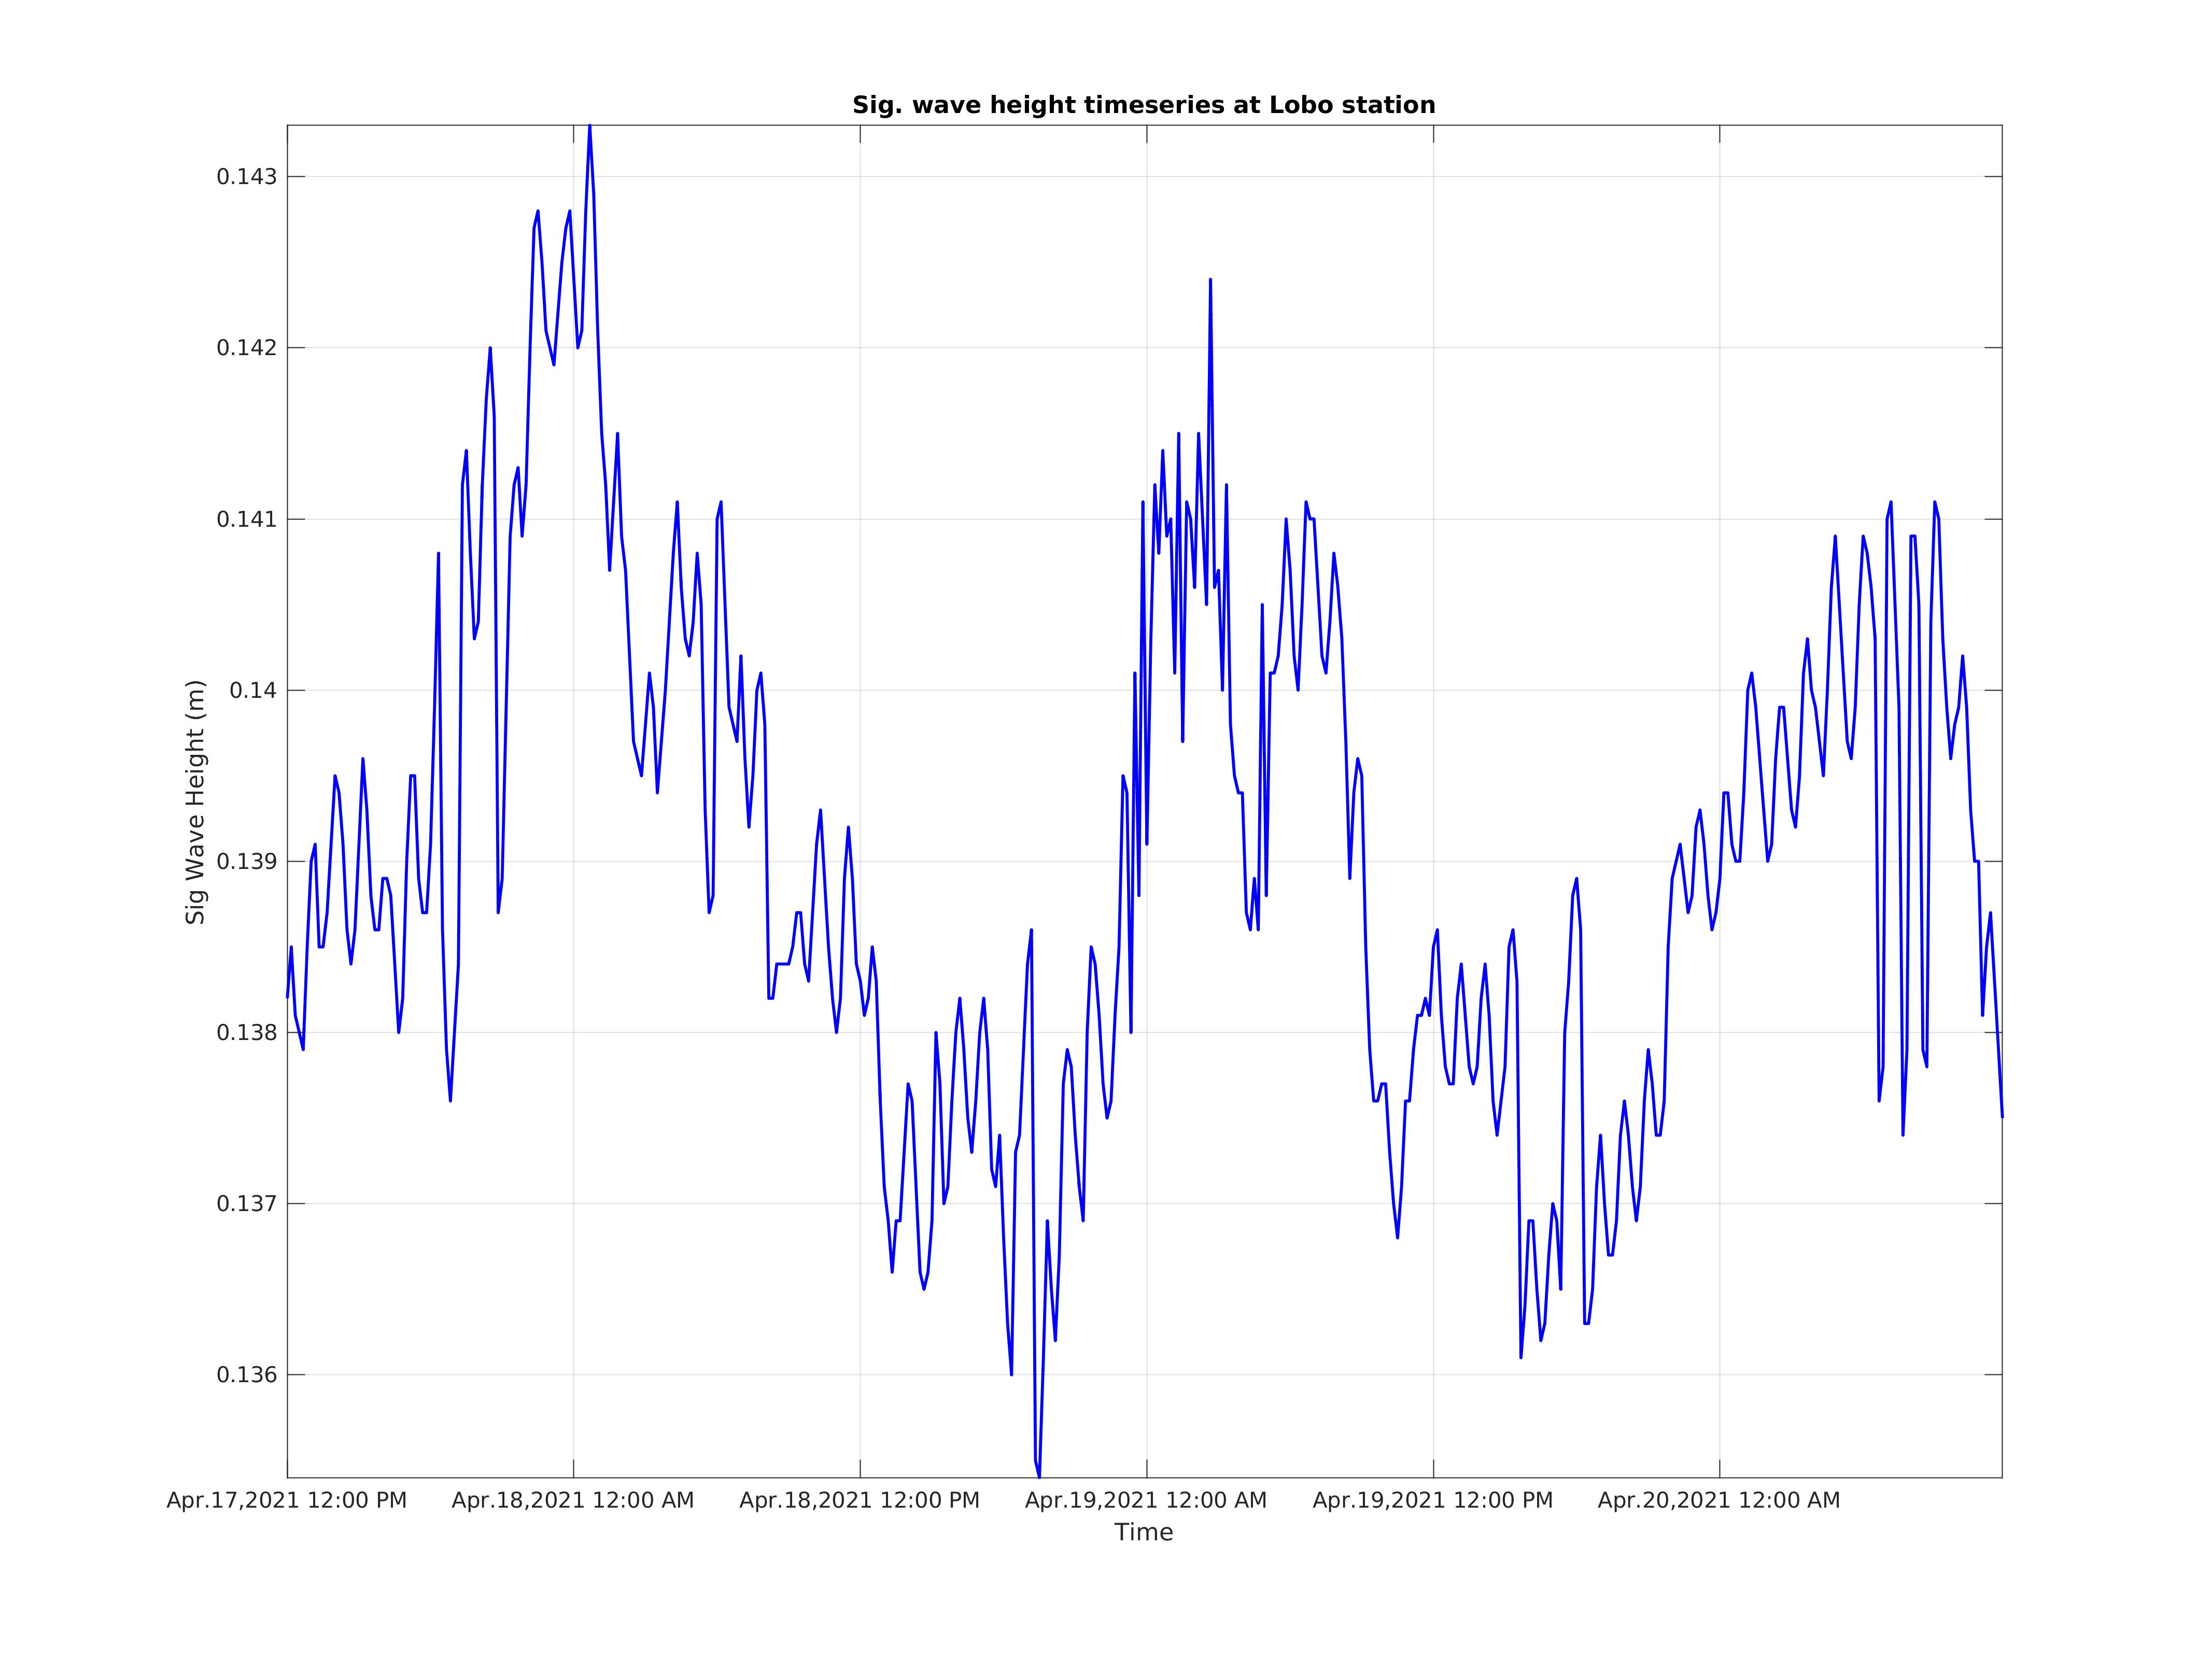 Sig. wave height timeseries at Lobo station
0.143
0.142
0.141
0.14
0.139
0.138
0.137
0.136
Sig Wave Height (m)
Apr.17,2021 12:00 PM Apr.18,2021 12:00 AM Apr.18,2021 12:00 PM Apr.19,2021 12:00 AM Apr.19,2021 12:00 PM Apr.20,2021 12:00 AM
Time